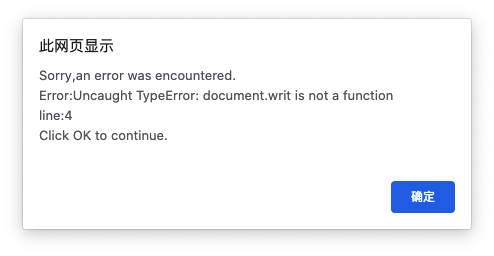 此网页显示
Sorry,an error was encountered.
Error:Uncaught TypeError: document.writ is not a function
line:4
Click OK to continue.
确定